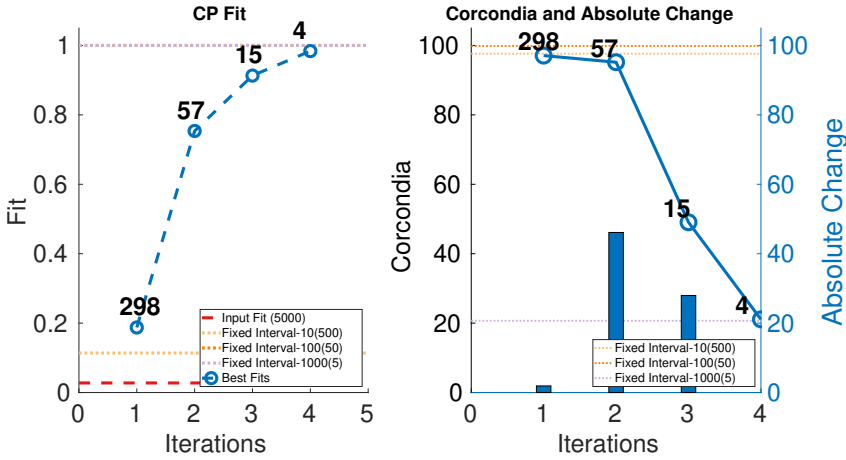 CP Fit
1
0.8
0.6
0.4
0.2
0
Fit
298
57
15
4
Input Fit (5000)
Fixed Interval-10(500)
Fixed Interval-100(50)
Fixed Interval-1000(5)
Best Fits
0 1 2 3 4 5
Iterations
Corcondia and Absolute Change
100
80
60
40
20
0
Corcondia
298
57
15
4
Fixed Interval-10(500)
Fixed Interval-100(50)
Fixed Interval-1000(5)
100
80
60
40
20
0
Absolute Change
0 1 2 3 4
Iterations